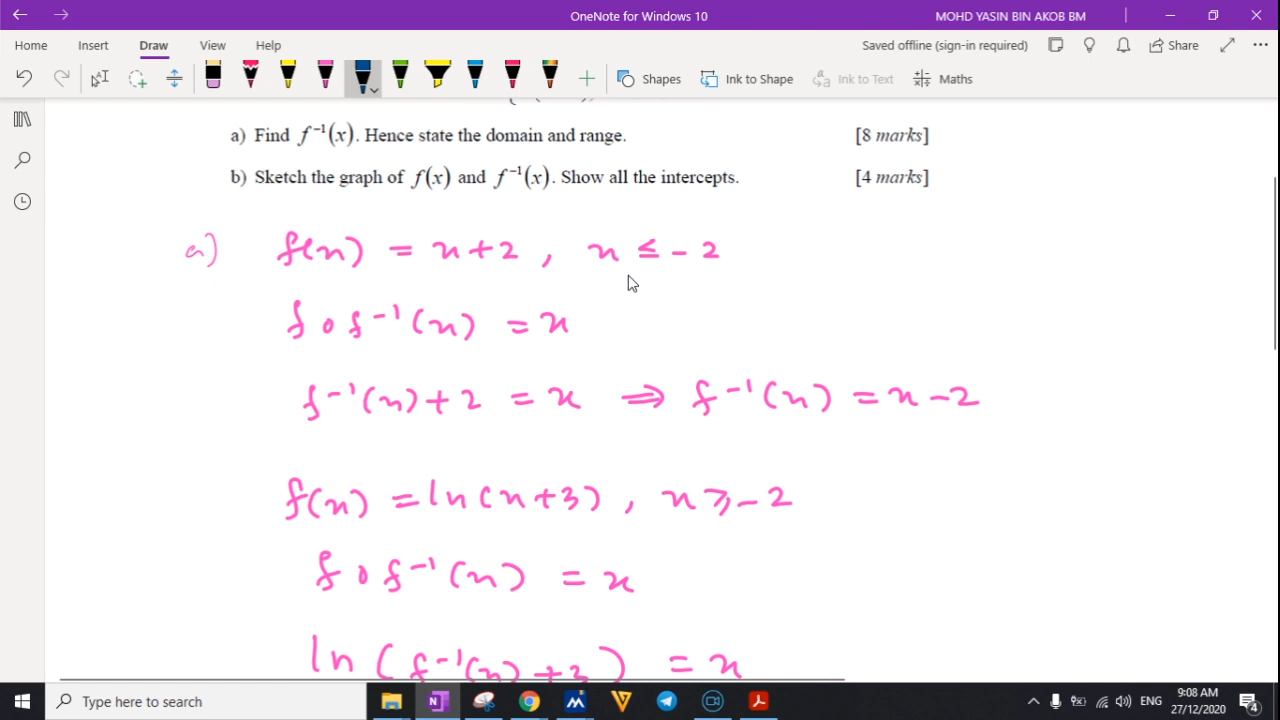 OneNote for Windows 10
MOHD YASIN BIN AKOB BM
Home Insert Draw View Help
Saved offline (sign-in required)
Share
Shapes
Ink to Shape
Ink to Text
Maths
a) Find f⁻¹(x). Hence state the domain and range. [8 marks]
b) Sketch the graph of f(x) and f⁻¹(x). Show all the intercepts. [4 marks]
a) f(x) = x+2 , x ≤ -2
f o f⁻¹(x) = x
f⁻¹(x)+2 = x ⇒ f⁻¹(x) = x-2
f(x) = ln(x+3) , x ≥ -2
f o f⁻¹(x) = x
ln ( f⁻¹(x)+3 ) = x
Type here to search
ENG
9:08 AM
27/12/2020
4